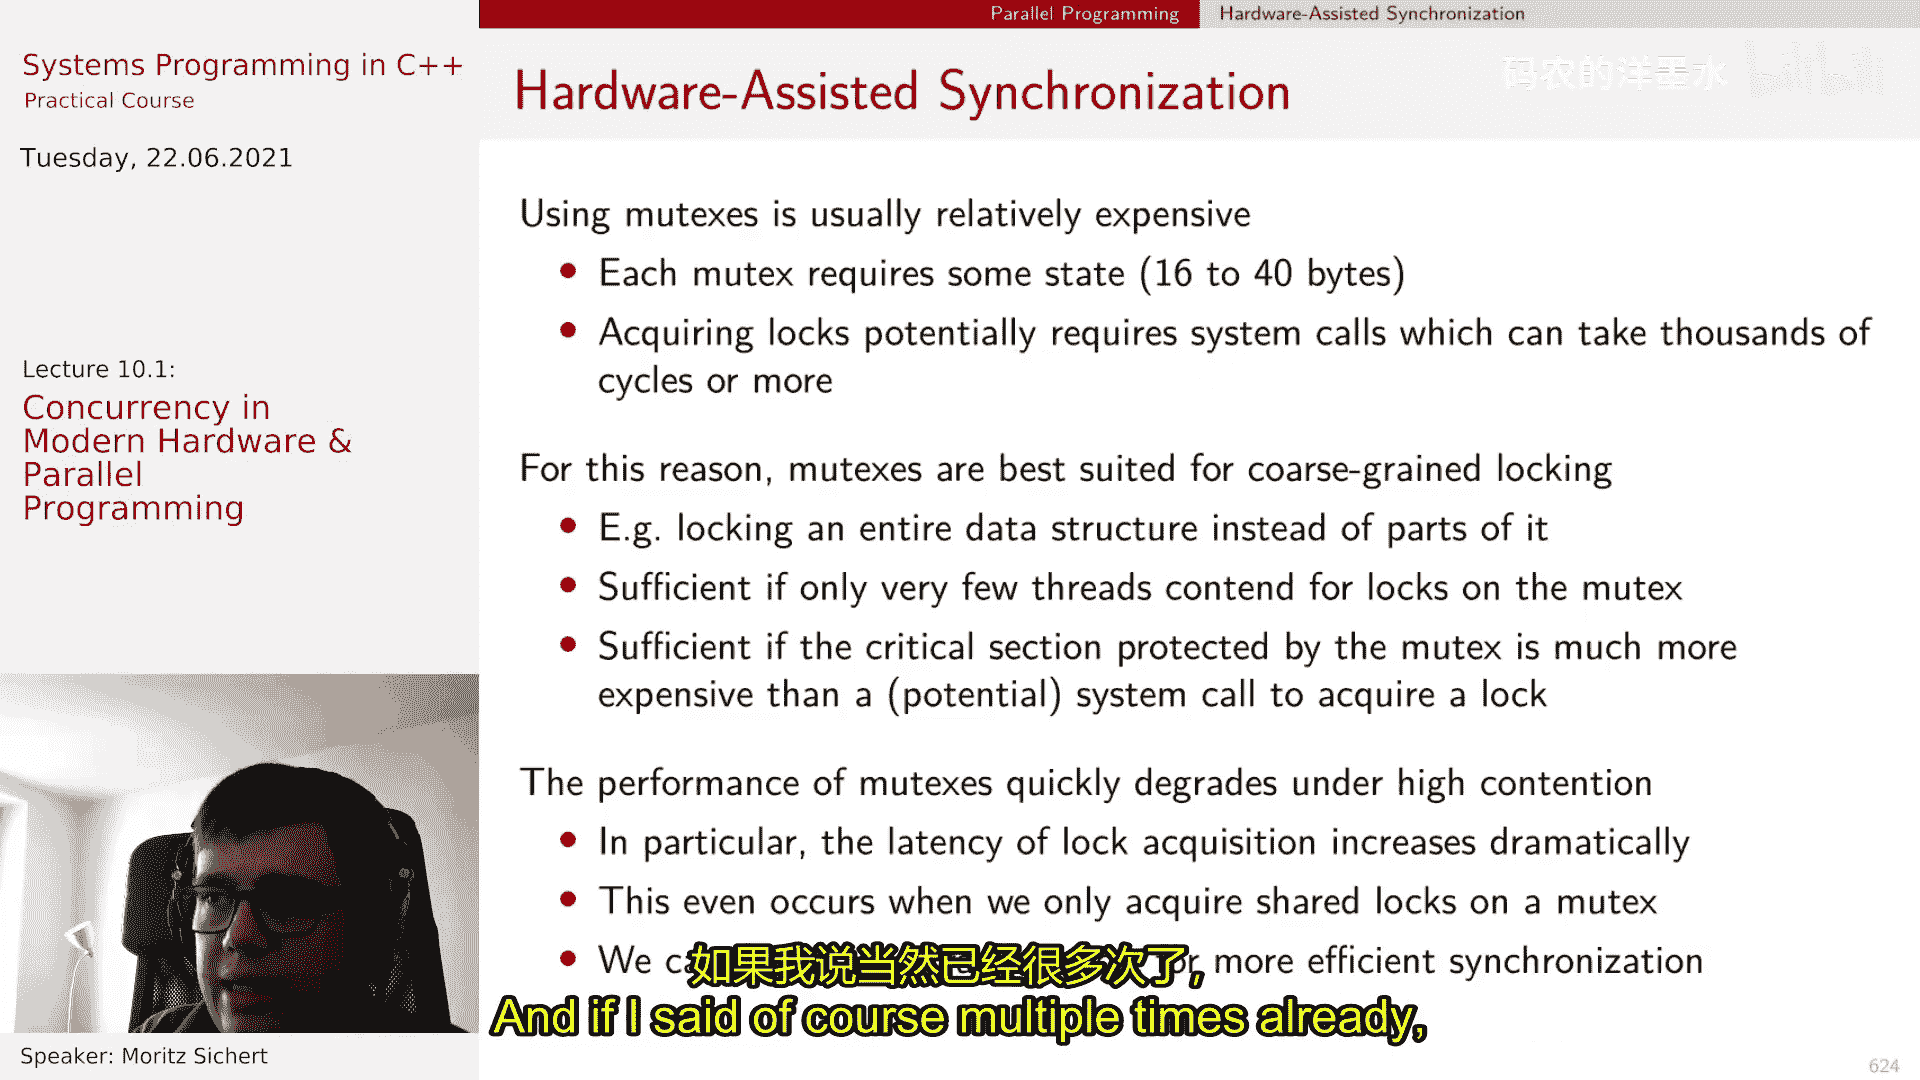 Parallel Programming
Hardware-Assisted Synchronization
Systems Programming in C++
Practical Course
Tuesday, 22.06.2021
Lecture 10.1:
Concurrency in
Modern Hardware &
Parallel
Programming
Speaker: Moritz Sichert
Hardware-Assisted Synchronization
码农的洋墨水
bilibili
Using mutexes is usually relatively expensive
• Each mutex requires some state (16 to 40 bytes)
• Acquiring locks potentially requires system calls which can take thousands of
cycles or more
For this reason, mutexes are best suited for coarse-grained locking
• E.g. locking an entire data structure instead of parts of it
• Sufficient if only very few threads contend for locks on the mutex
• Sufficient if the critical section protected by the mutex is much more
expensive than a (potential) system call to acquire a lock
The performance of mutexes quickly degrades under high contention
• In particular, the latency of lock acquisition increases dramatically
• This even occurs when we only acquire shared locks on a mutex
• We more efficient synchronization
如果我说当然已经很多次了,
And if I said of course multiple times already,
624